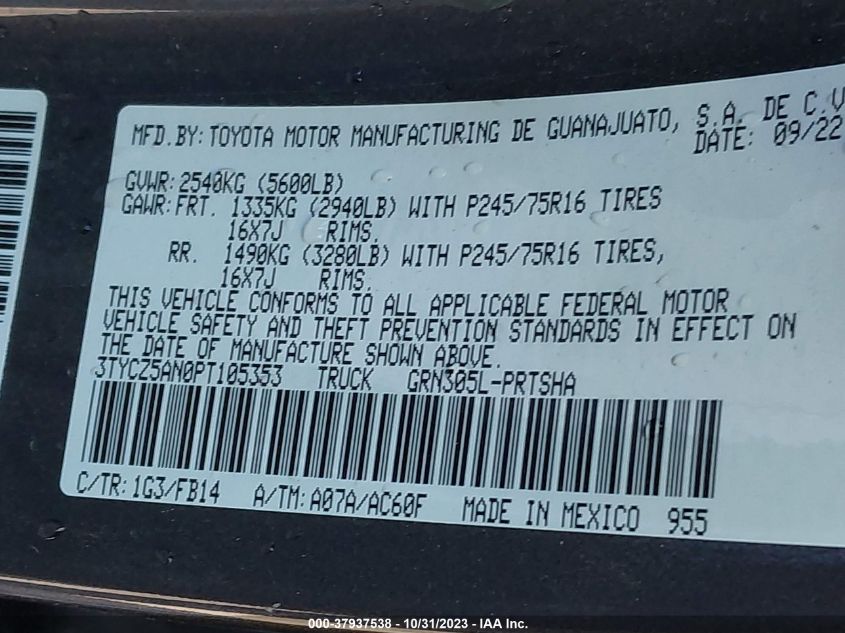 MFD.BY: TOYOTA MOTOR MANUFACTURING DE GUANAJUATO, S.A. DE C.V
DATE: 09/22
GVWR: 2540KG (5600LB)
GAWR: FRT. 1335KG (2940LB) WITH P245/75R16 TIRES
16X7J RIMS.
RR. 1490KG (3280LB) WITH P245/75R16 TIRES,
16X7J RIMS.
THIS VEHICLE CONFORMS TO ALL APPLICABLE FEDERAL MOTOR
VEHICLE SAFETY AND THEFT PREVENTION STANDARDS IN EFFECT ON
THE DATE OF MANUFACTURE SHOWN ABOVE.
3TYCZ5AN0PT105353 TRUCK GRN305L-PRTSHA
C/TR: 1G3/FB14 A/TM: A07A/AC60F MADE IN MEXICO 955
000-37937538 - 10/31/2023 - IAA Inc.